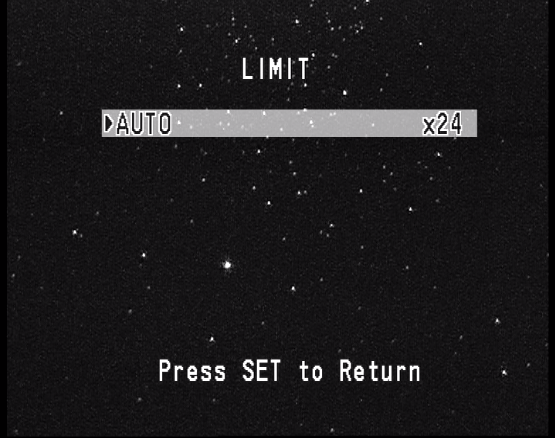 LIMIT
AUTO x24
Press SET to Return